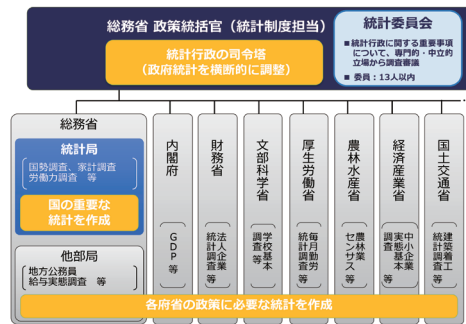 総務省 政策統括官（統計制度担当）
統計行政の司令塔
（政府統計を横断的に調整）
統計委員会
■統計行政に関する重要事項
について、専門的・中立的
立場から調査審議
■ 委員：13人以内
総務省
統計局
国勢調査、家計調査
労働力調査　等
国の重要な
統計を作成
他部局
地方公務員
給与実態調査　等
内閣府
GDP 等
財務省
法人企業
統計調査 等
文部科学省
学校基本
調査 等
厚生労働省
毎月勤労
統計調査 等
農林水産省
農林業
センサス 等
経済産業省
中小企業
実態基本
調査 等
国土交通省
建築着工
統計調査 等
各府省の政策に必要な統計を作成